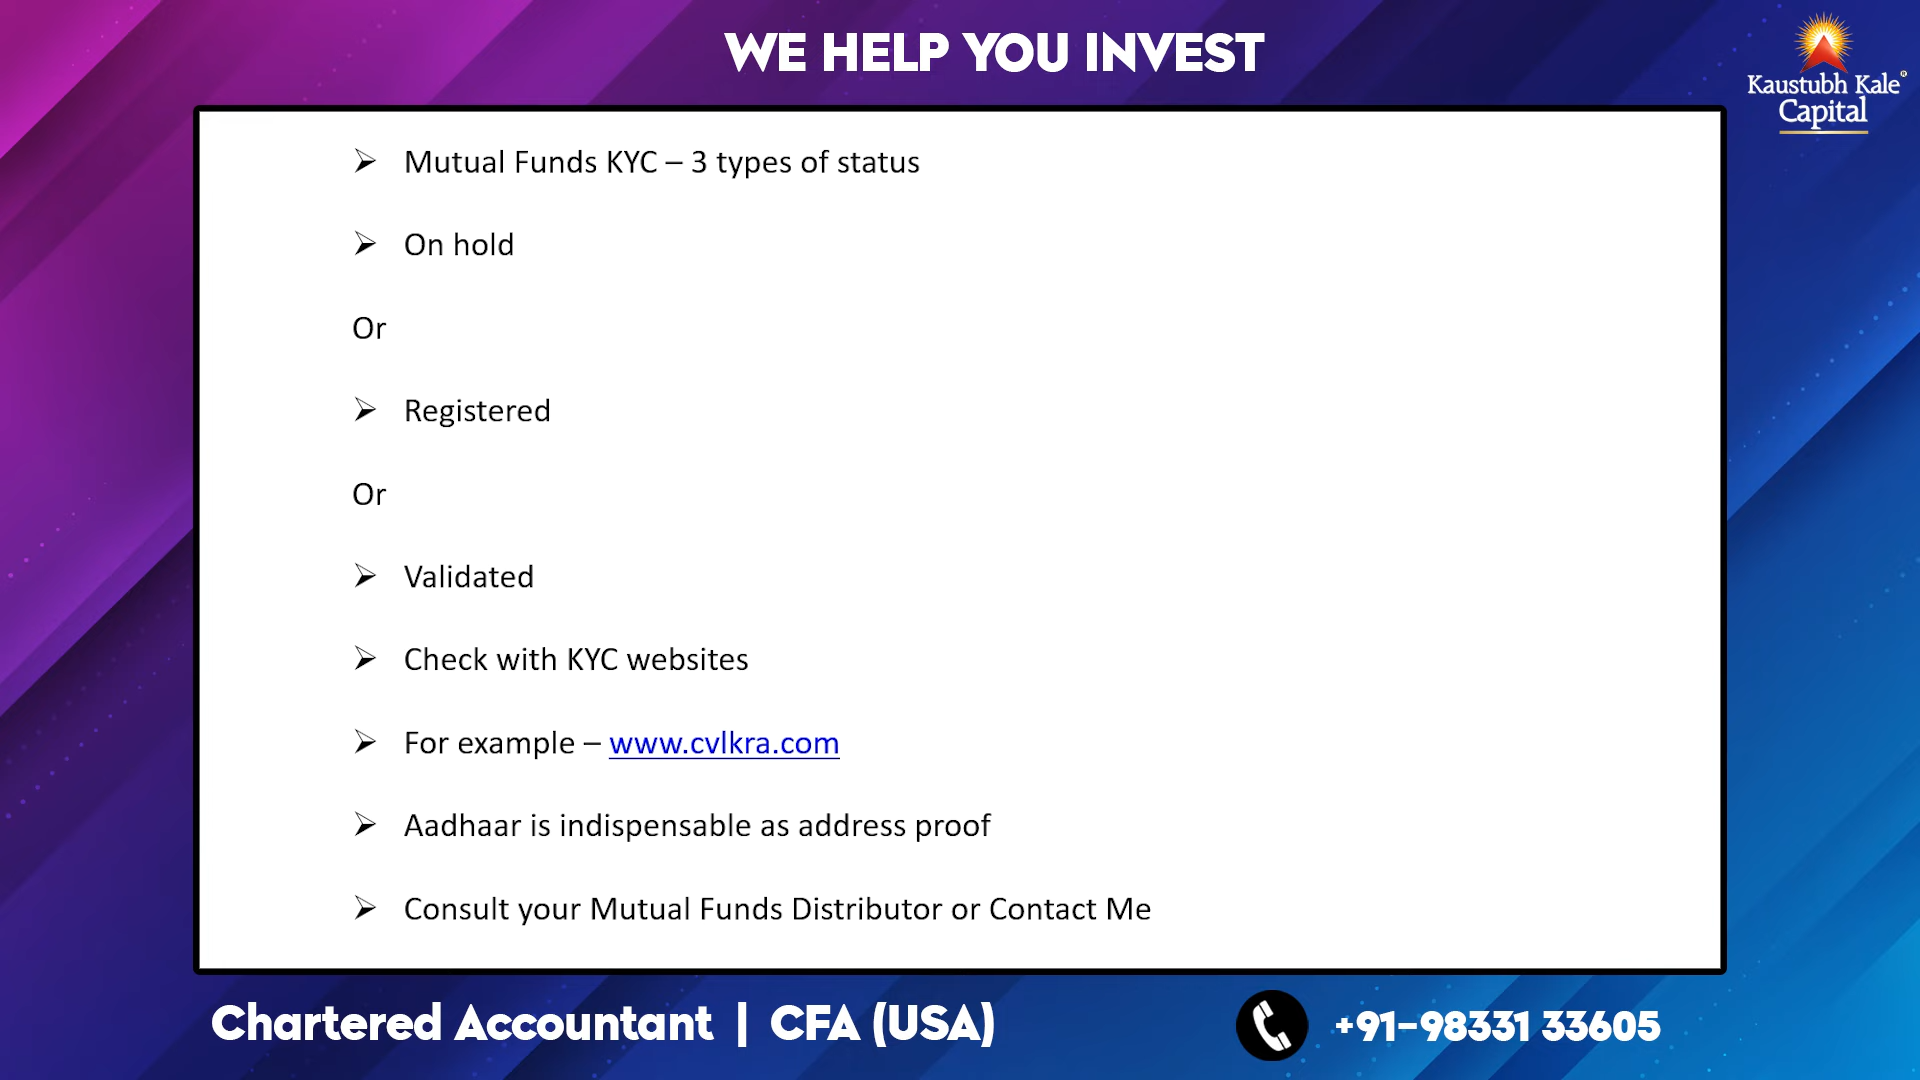 WE HELP YOU INVEST
Kaustubh Kale®
Capital
➢ Mutual Funds KYC – 3 types of status
➢ On hold
Or
➢ Registered
Or
➢ Validated
➢ Check with KYC websites
➢ For example – www.cvlkra.com
➢ Aadhaar is indispensable as address proof
➢ Consult your Mutual Funds Distributor or Contact Me
Chartered Accountant | CFA (USA)
+91-98331 33605